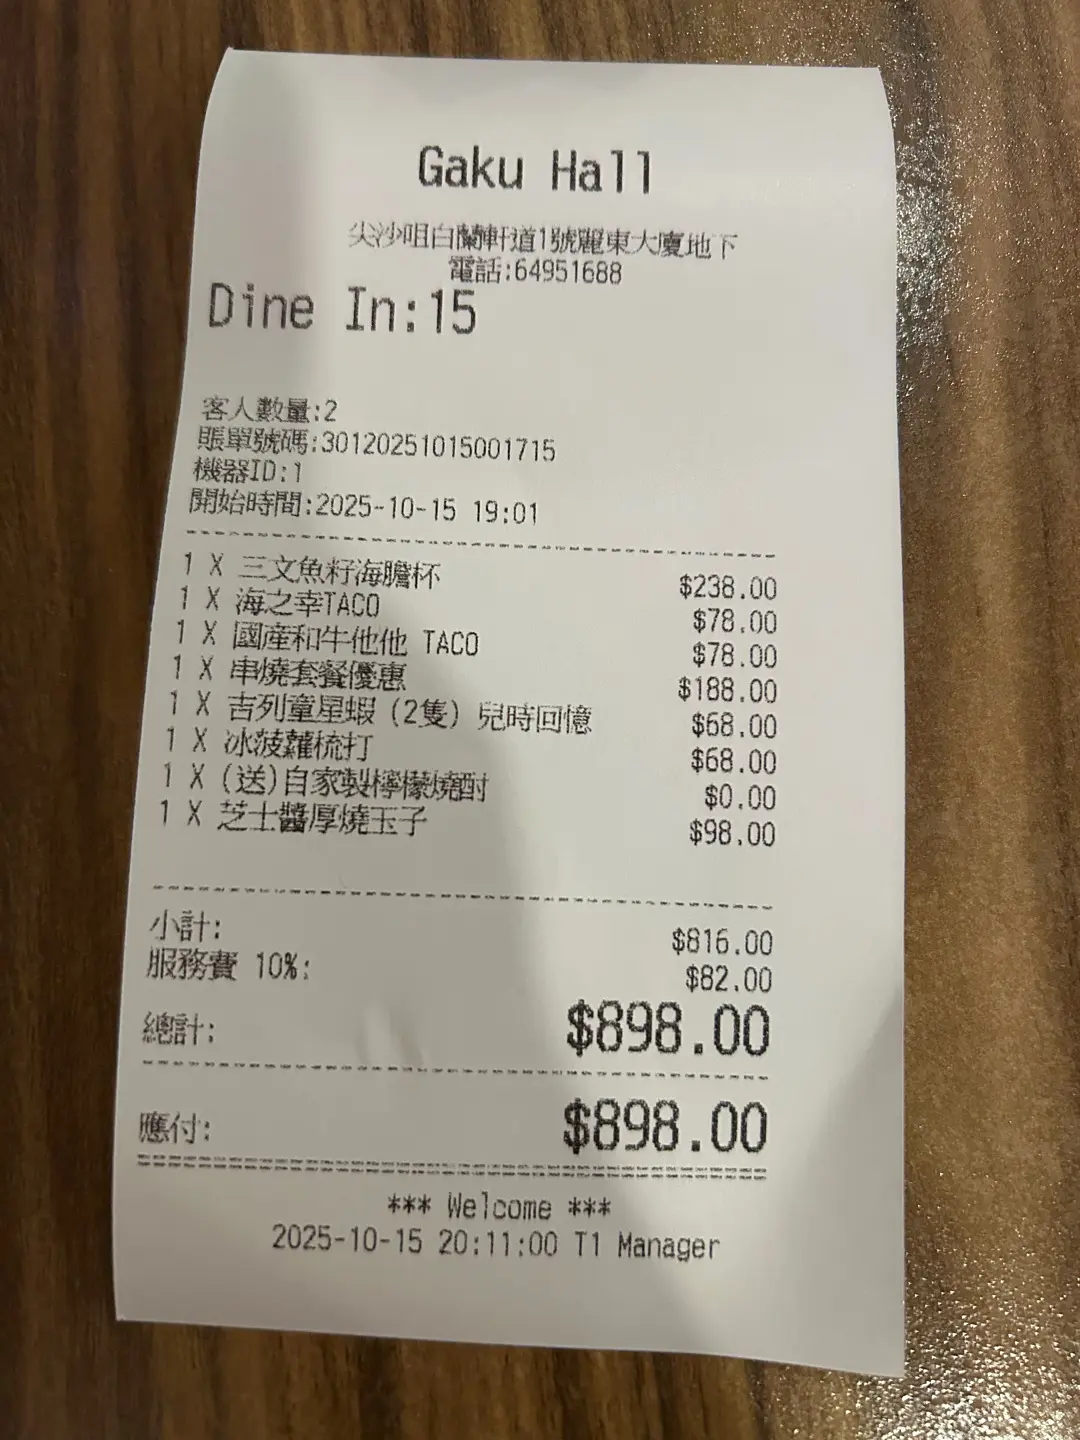 Gaku Hall
尖沙咀白蘭軒道1號麗東大廈地下
電話:64951688
Dine In:15
客人數量:2
賬單號碼:30120251015001715
機器ID:1
開始時間:2025-10-15 19:01
1 X 三文魚籽海膽杯 $238.00
1 X 海之幸TACO $78.00
1 X 國產和牛他他 TACO $78.00
1 X 串燒套餐優惠 $188.00
1 X 吉列童星蝦（2隻）兒時回憶 $68.00
1 X 冰菠蘿梳打 $68.00
1 X (送)自家製檸檬燒酎 $0.00
1 X 芝士醬厚燒玉子 $98.00
小計: $816.00
服務費 10%: $82.00
總計: $898.00
應付: $898.00
*** Welcome ***
2025-10-15 20:11:00 T1 Manager